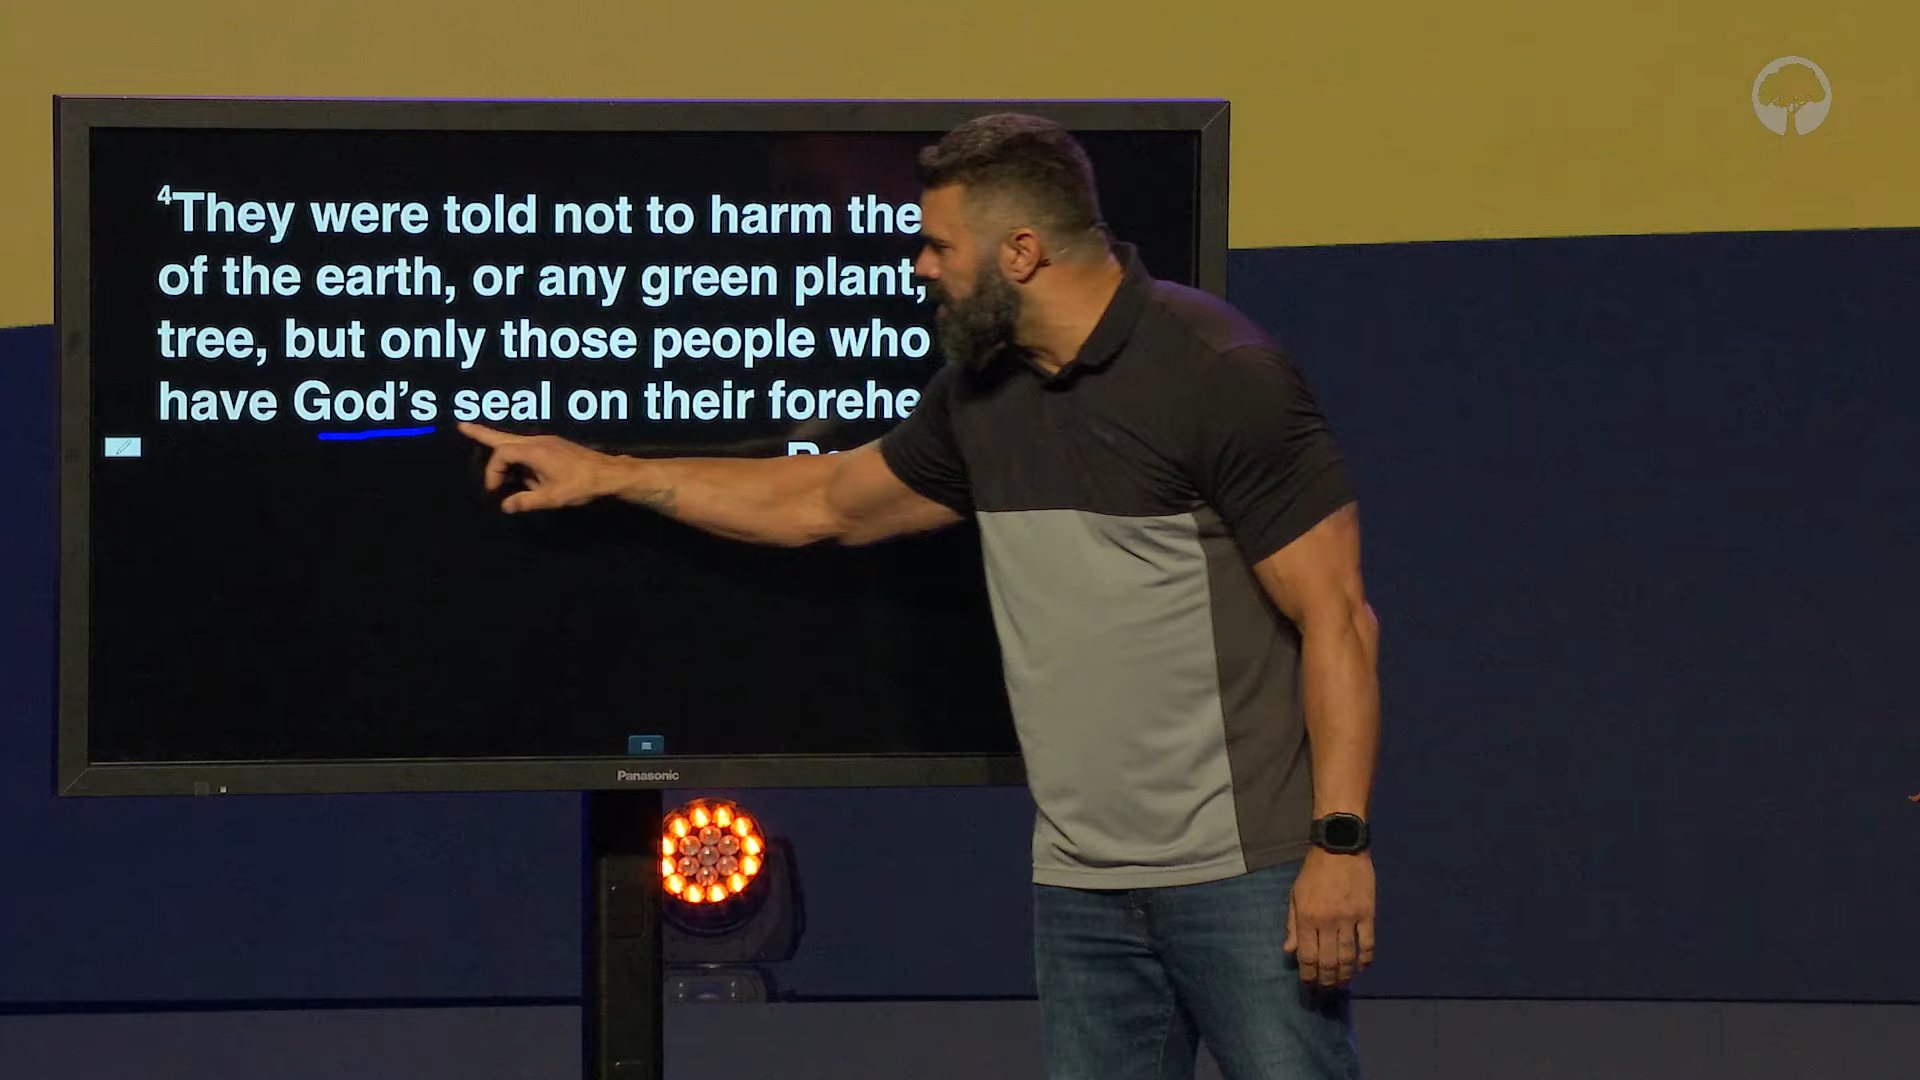 ⁴They were told not to harm the
of the earth, or any green plant,
tree, but only those people who
have God’s seal on their
Panasonic